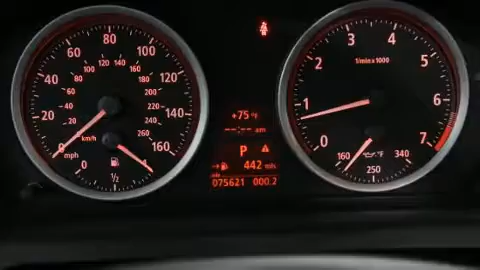 0 20 40 60 80 100 120 140 160
20 40 60 80 100 120 140 160 180 200 220 240 260
km/h
mph
0 1/2 1
+75 °F
--:-- am
P
442 mls
mls
075621 000.2
0 1 2 3 4 5 6 7
1/min x 1000
160 °F 340
250